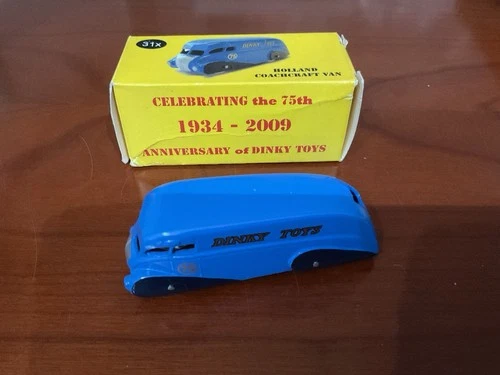 31x
HOLLAND
COACHCRAFT VAN
CELEBRATING the 75th
1934 - 2009
ANNIVERSARY of DINKY TOYS
DINKY TOYS